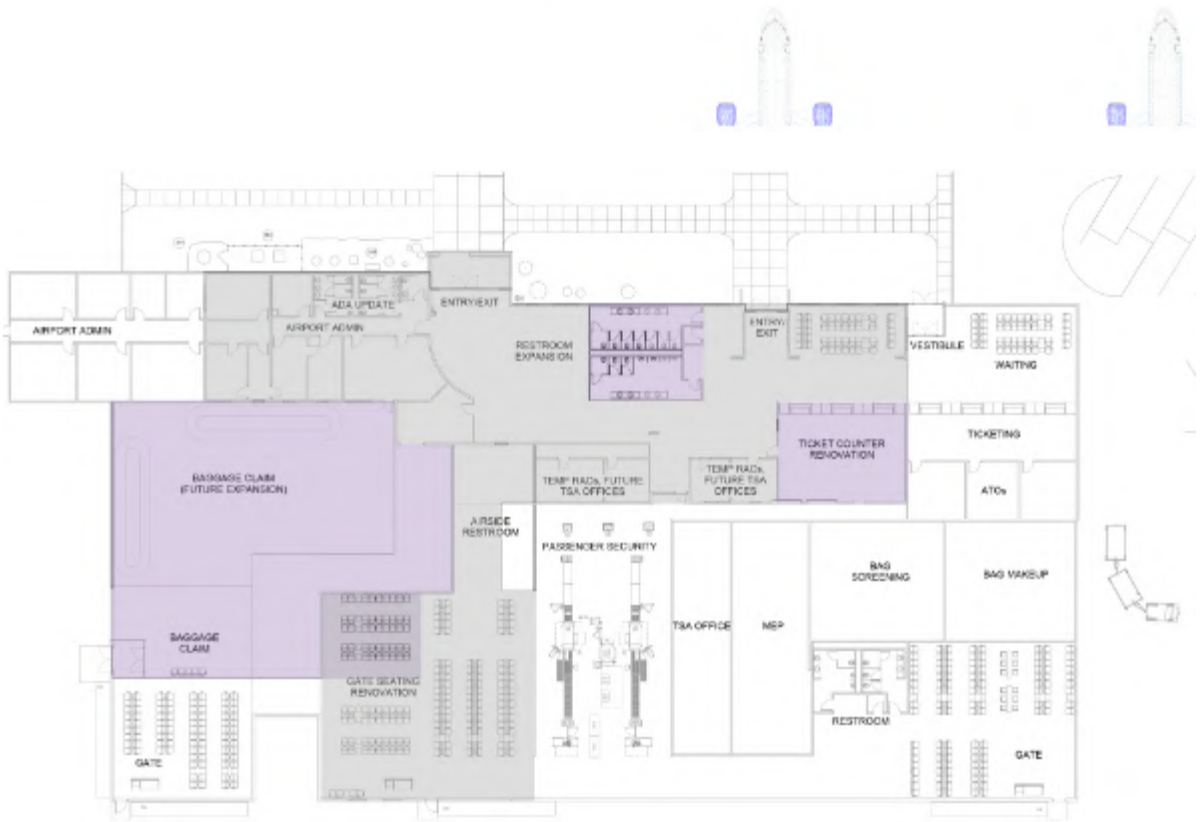 ADA UPDATE
ENTRY/EXIT
AIRPORT ADMIN
AIRPORT ADMIN
RESTROOM
EXPANSION
ENTRY/
EXIT
VESTIBULE
WAITING
TICKET COUNTER
RENOVATION
TICKETING
BAGGAGE CLAIM
(FUTURE EXPANSION)
TEMP RACs, FUTURE
TSA OFFICES
TEMP RACs,
FUTURE TSA
OFFICES
ATOs
AIRSIDE
RESTROOM
PASSENGER SECURITY
BAG
SCREENING
BAG MAKEUP
TSA OFFICE
MEP
BAGGAGE
CLAIM
GATE SEATING
RENOVATION
RESTROOM
GATE
GATE